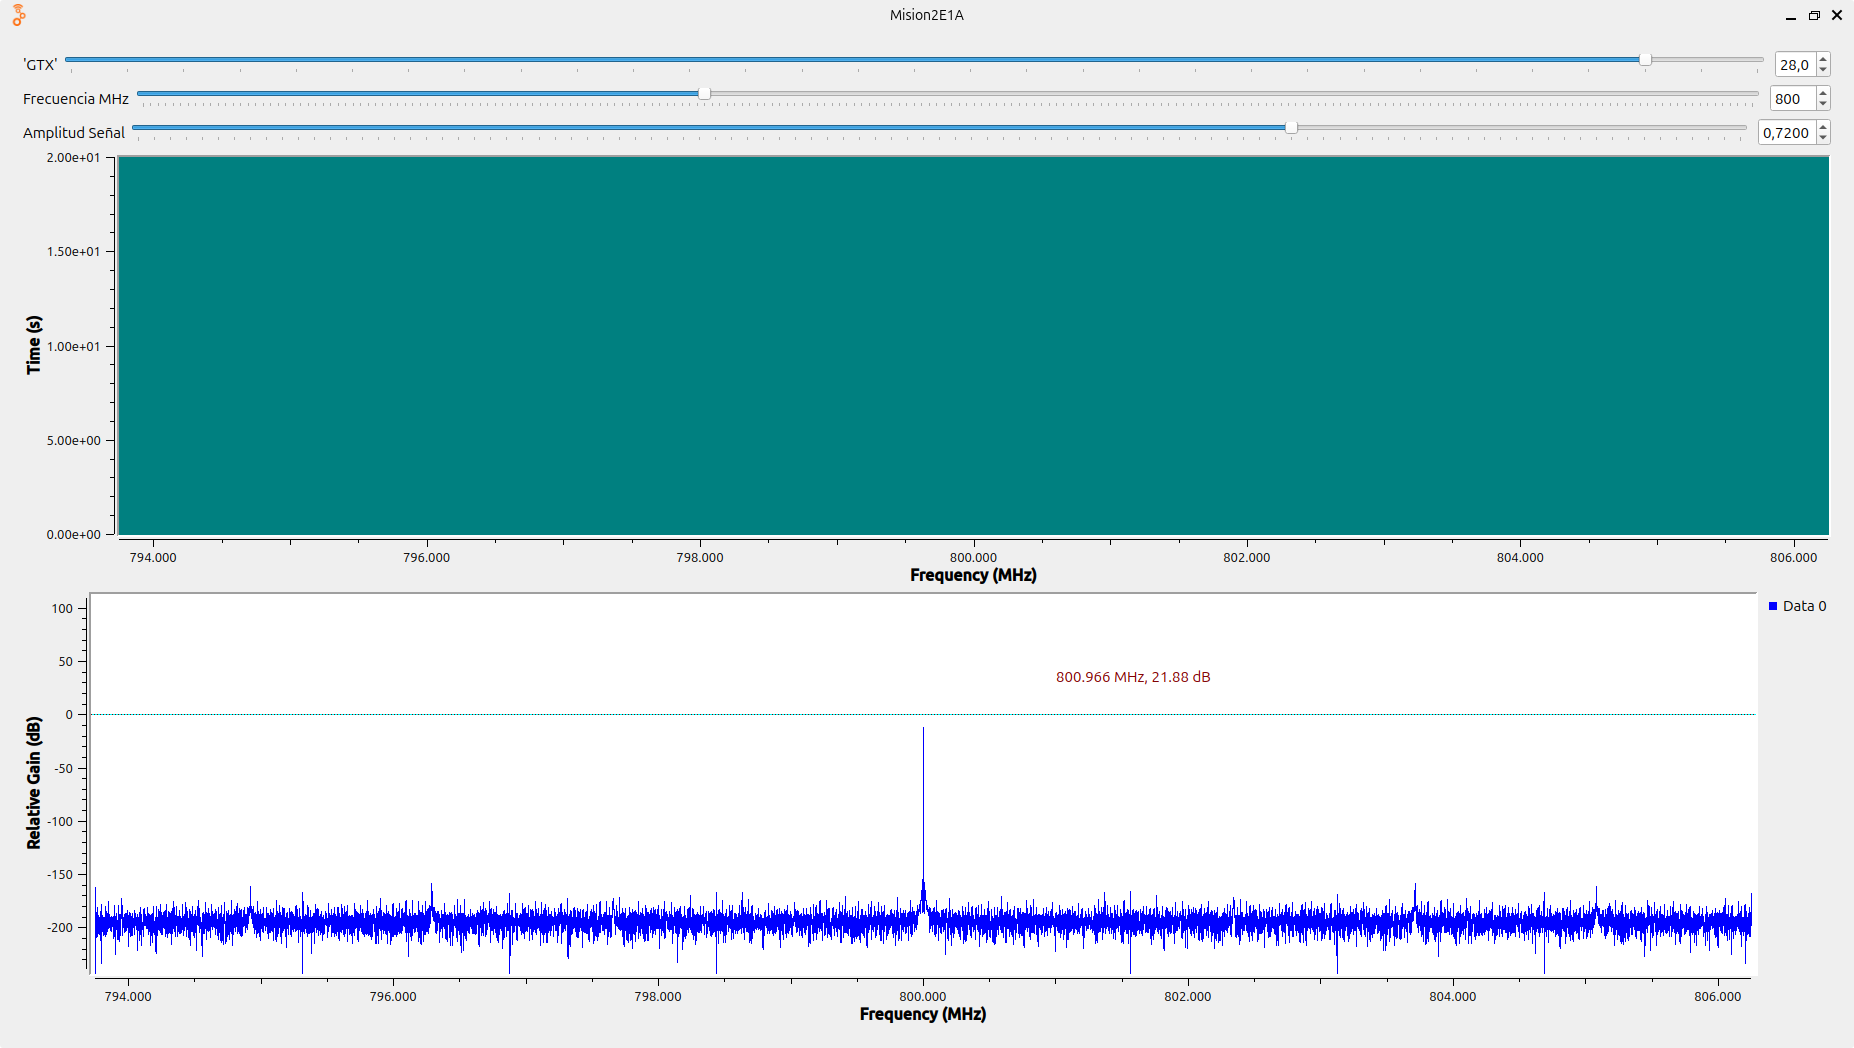 Mision2E1A
'GTX' 28,0
Frecuencia MHz 800
Amplitud Señal 0,7200
2.00e+01
1.50e+01
1.00e+01
5.00e+00
0.00e+00
Time (s)
794.000 796.000 798.000 800.000 802.000 804.000 806.000
Frequency (MHz)
100
50
0
-50
-100
-150
-200
Relative Gain (dB)
800.966 MHz, 21.88 dB
Data 0
794.000 796.000 798.000 800.000 802.000 804.000 806.000
Frequency (MHz)